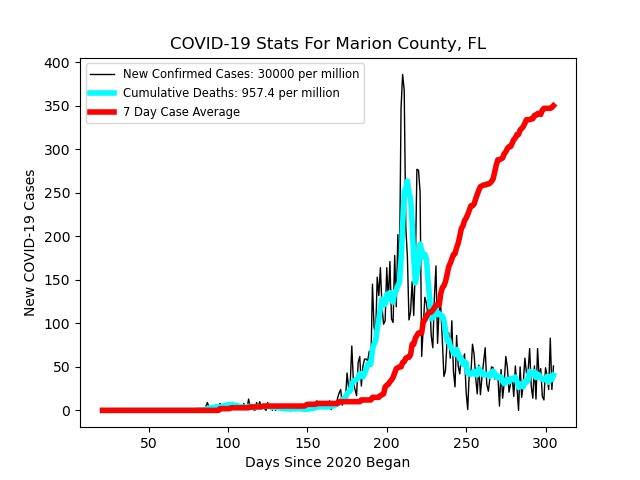 COVID-19 Stats For Marion County, FL
New Confirmed Cases: 30000 per million
Cumulative Deaths: 957.4 per million
7 Day Case Average
400
350
300
250
200
150
100
50
0
New COVID-19 Cases
50 100 150 200 250 300
Days Since 2020 Began